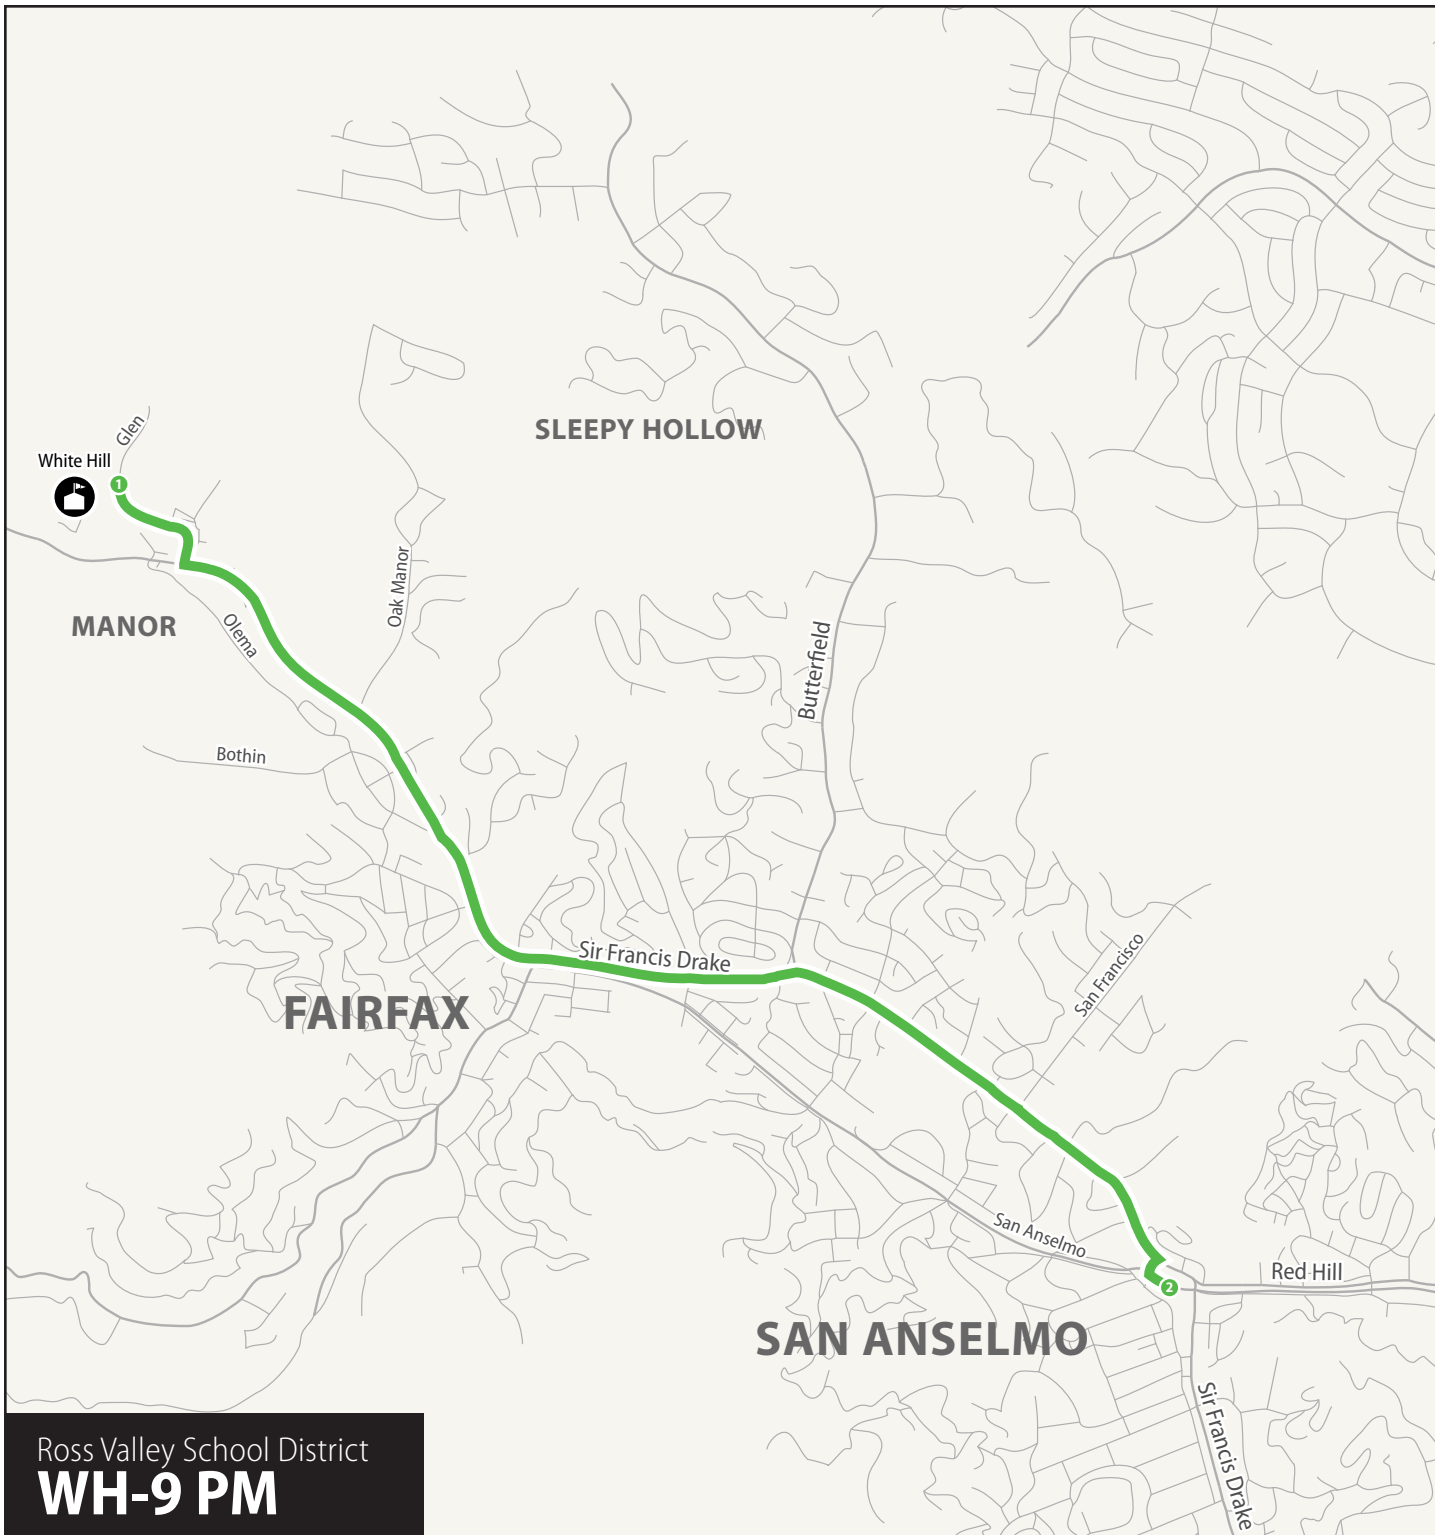 SLEEPY HOLLOW
Glen
White Hill
1
Oak Manor
MANOR
Olema
Butterfield
Bothin
Sir Francis Drake
San Francisco
FAIRFAX
San Anselmo
Red Hill
2
SAN ANSELMO
Sir Francis Drake
Ross Valley School District
WH-9 PM